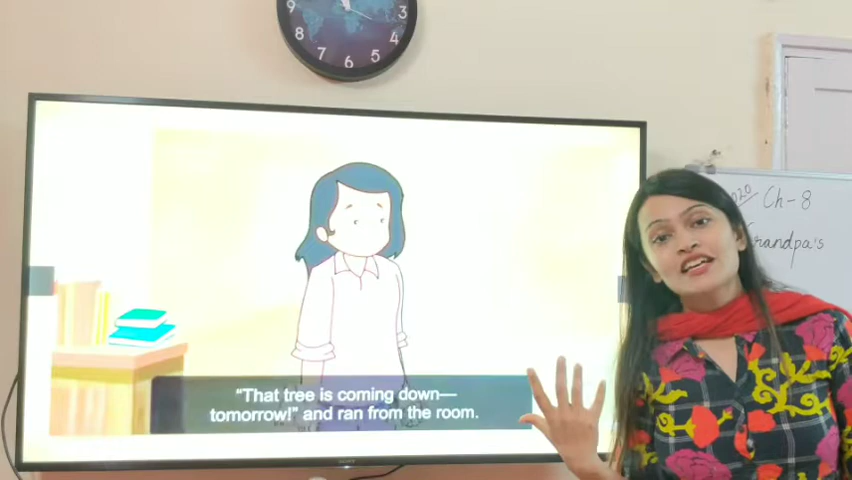 9
3
8
4
7
5
6
2020 Ch-8
Grandpa's
"That tree is coming down—
tomorrow!" and ran from the room.